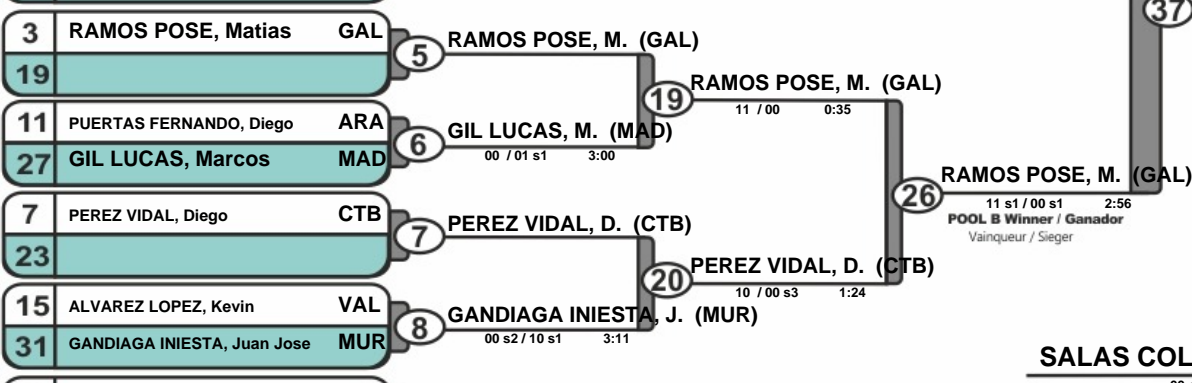 37
3 RAMOS POSE, Matias GAL
19
5
RAMOS POSE, M. (GAL)
11 PUERTAS FERNANDO, Diego ARA
27 GIL LUCAS, Marcos MAD
6
GIL LUCAS, M. (MAD)
00 / 01 s1 3:00
19
RAMOS POSE, M. (GAL)
11 / 00 0:35
7 PEREZ VIDAL, Diego CTB
23
7
PEREZ VIDAL, D. (CTB)
15 ALVAREZ LOPEZ, Kevin VAL
31 GANDIAGA INIESTA, Juan Jose MUR
8
GANDIAGA INIESTA, J. (MUR)
00 s2 / 10 s1 3:11
20
PEREZ VIDAL, D. (CTB)
10 / 00 s3 1:24
26
RAMOS POSE, M. (GAL)
11 s1 / 00 s1 2:56
POOL B Winner / Ganador
Vainqueur / Sieger
SALAS COL